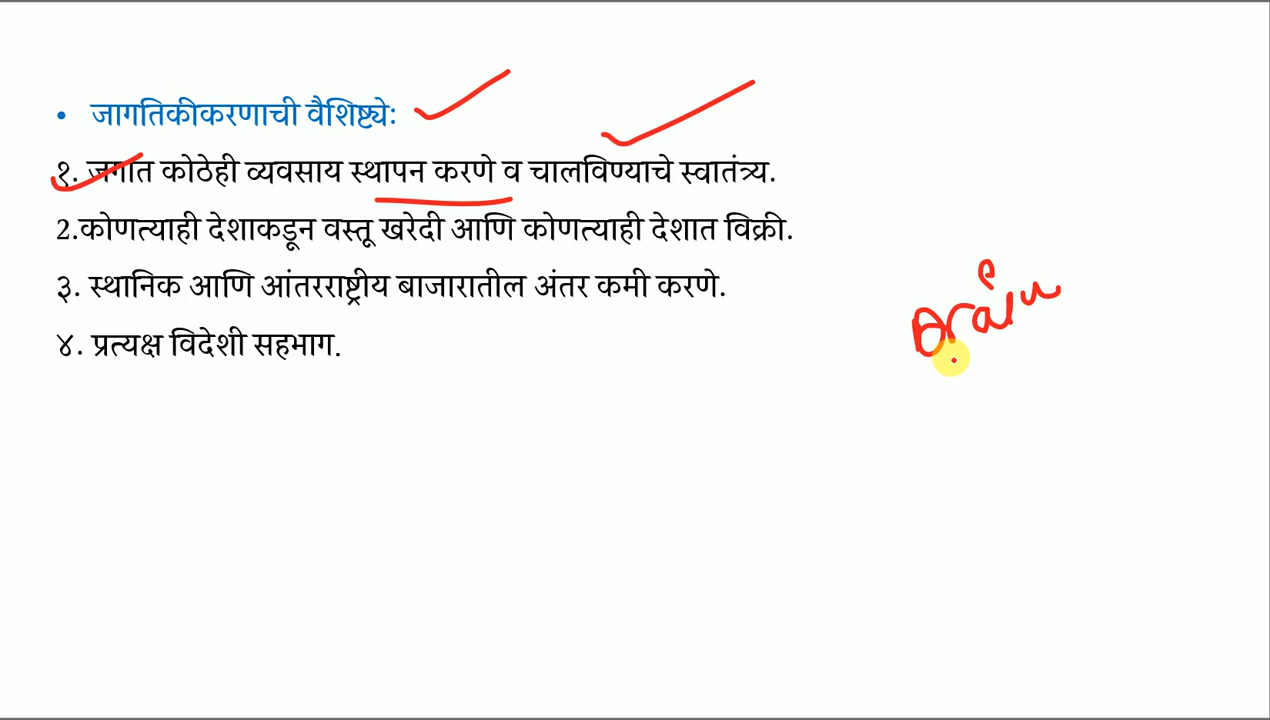 • जागतिकीकरणाची वैशिष्ट्ये:
१. जगात कोठेही व्यवसाय स्थापन करणे व चालविण्याचे स्वातंत्र्य.
2.कोणत्याही देशाकडून वस्तू खरेदी आणि कोणत्याही देशात विक्री.
३. स्थानिक आणि आंतरराष्ट्रीय बाजारातील अंतर कमी करणे.
४. प्रत्यक्ष विदेशी सहभाग.
Drain